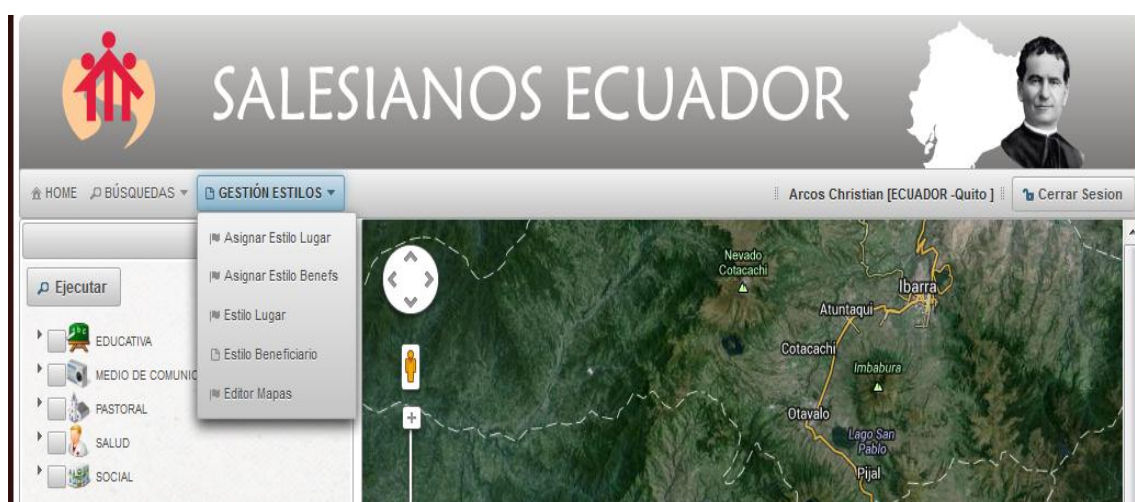 SALESIANOS ECUADOR
HOME BÚSQUEDAS GESTIÓN ESTILOS Arcos Christian [ECUADOR -Quito ] Cerrar Sesion
Asignar Estilo Lugar
Asignar Estilo Benefs
Estilo Lugar
Estilo Beneficiario
Editor Mapas
Ejecutar
EDUCATIVA
MEDIO DE COMUNIC
PASTORAL
SALUD
SOCIAL
Nevado
Cotacachi
Ibarra
Atuntaqui
Cotacachi
Imbabura
Otavalo
Lago San
Pablo
Pijal